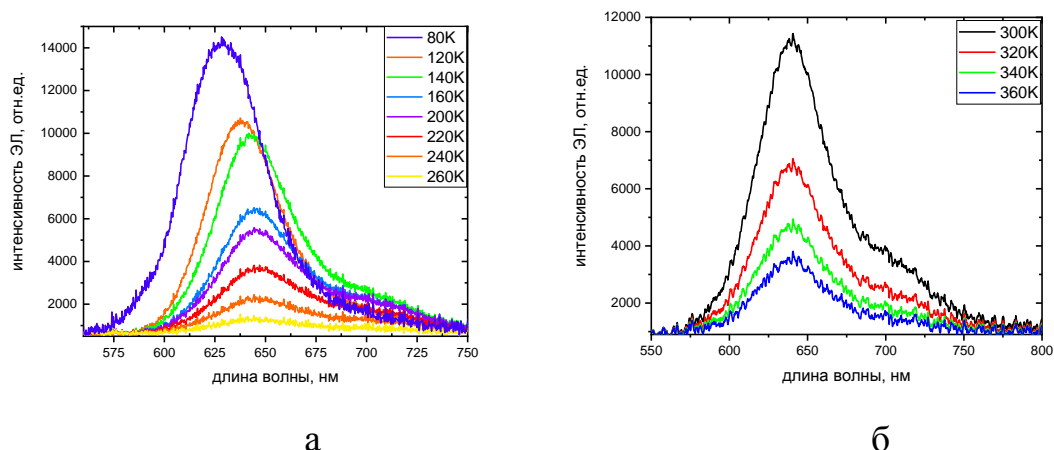 интенсивность ЭЛ, отн.ед.
14000
12000
10000
8000
6000
4000
2000
575
600
625
650
675
700
725
750
длина волны, нм
80K
120K
140K
160K
200K
220K
240K
260K
а
интенсивность ЭЛ, отн.ед.
12000
10000
8000
6000
4000
2000
550
600
650
700
750
800
длина волны, нм
300K
320K
340K
360K
б